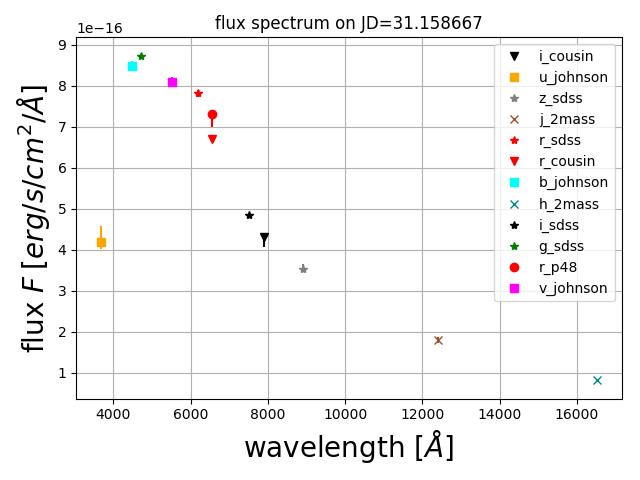 flux spectrum on JD=31.158667
1e−16
9
8
7
6
5
4
3
2
1
flux F [erg/s/cm²/Å]
i_cousin
u_johnson
z_sdss
j_2mass
r_sdss
r_cousin
b_johnson
h_2mass
i_sdss
g_sdss
r_p48
v_johnson
4000 6000 8000 10000 12000 14000 16000
wavelength [Å]